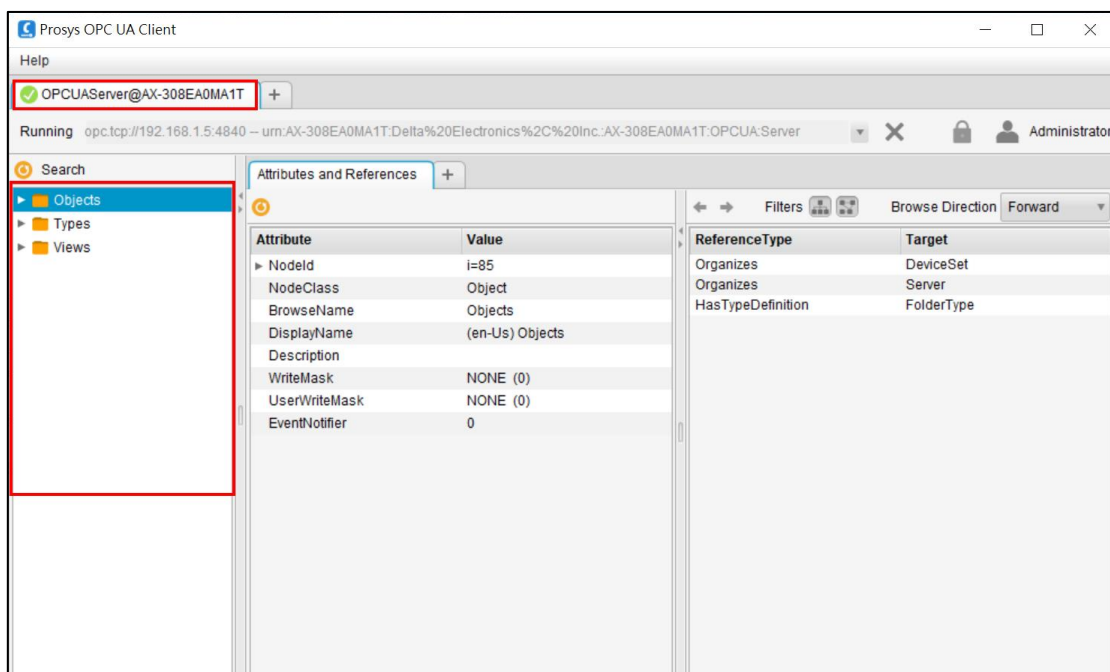 Prosys OPC UA Client
Help
OPCUAServer@AX-308EA0MA1T +
Running opc.tcp://192.168.1.5:4840 – urn:AX-308EA0MA1T:Delta%20Electronics%2C%20Inc.:AX-308EA0MA1T:OPCUA:Server Administrator
Search
Objects
Types
Views
Attributes and References +
Attribute Value
NodeId i=85
NodeClass Object
BrowseName Objects
DisplayName (en-Us) Objects
Description
WriteMask NONE (0)
UserWriteMask NONE (0)
EventNotifier 0
Filters Browse Direction Forward
ReferenceType Target
Organizes DeviceSet
Organizes Server
HasTypeDefinition FolderType